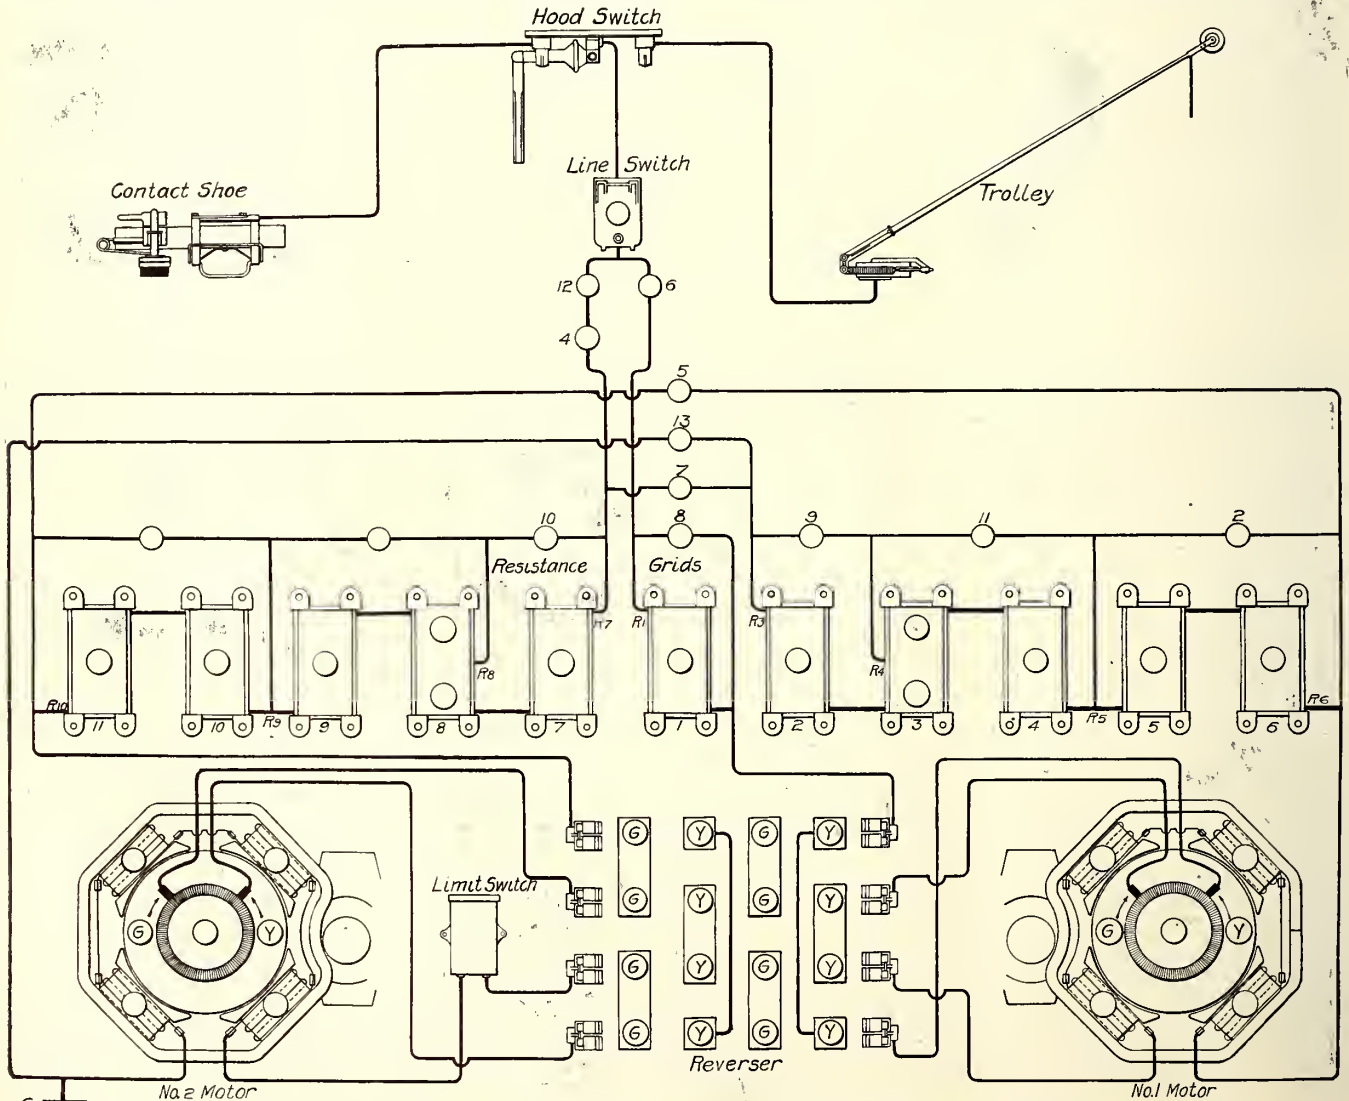 Hood Switch
Line Switch
Contact Shoe
Trolley
12 6
4
5
13
7
10 8 9 11 2
Resistance Grids
R7 R1 R3
R8 R4
R10 R9 R5 R6
11 10 9 8 7 1 2 3 4 5 6
G Y G Y
Limit Switch
G Y G Y
G Y G Y
G Y G Y
G Y G Y
Reverser
No.2 Motor
No.1 Motor
G